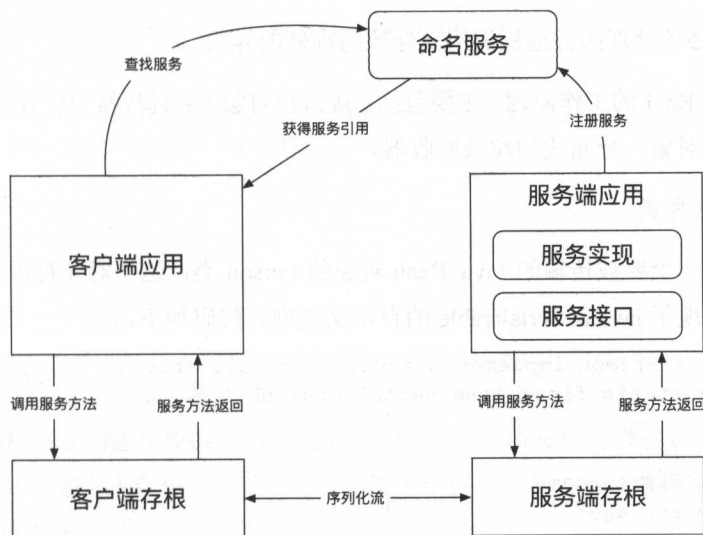 命名服务
查找服务
获得服务引用
注册服务
客户端应用
服务端应用
服务实现
服务接口
调用服务方法
服务方法返回
调用服务方法
服务方法返回
客户端存根
序列化流
服务端存根